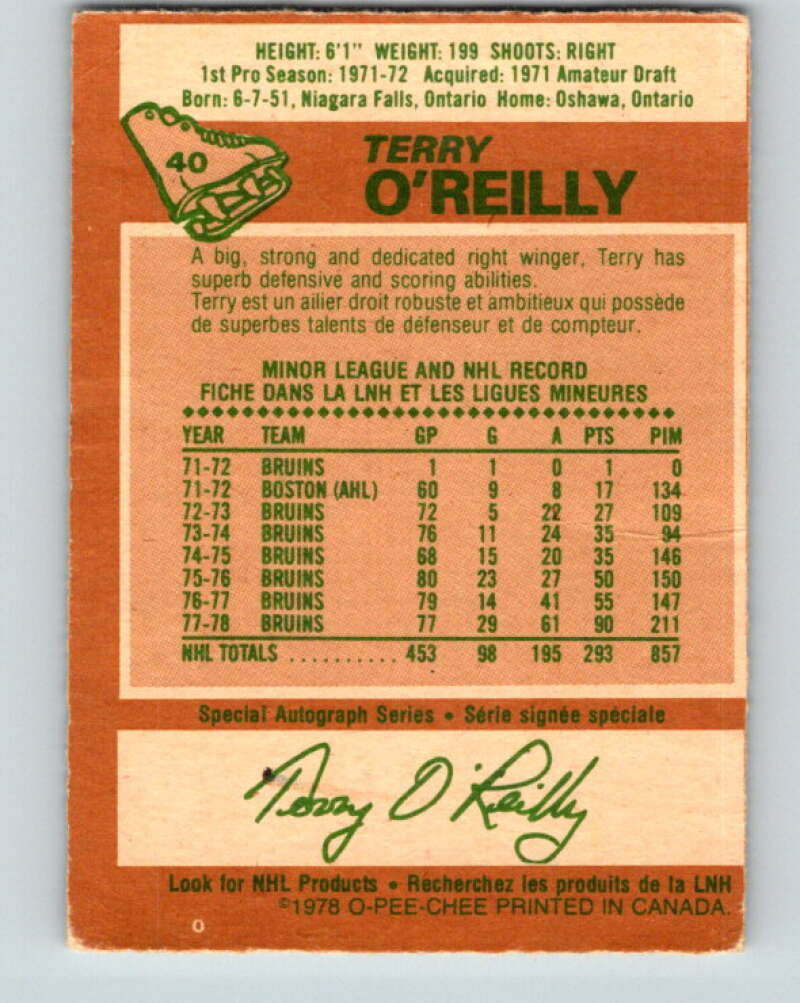 HEIGHT: 6'1" WEIGHT: 199 SHOOTS: RIGHT
1st Pro Season: 1971-72 Acquired: 1971 Amateur Draft
Born: 6-7-51, Niagara Falls, Ontario Home: Oshawa, Ontario
40
TERRY
O'REILLY
A big, strong and dedicated right winger, Terry has
superb defensive and scoring abilities.
Terry est un ailier droit robuste et ambitieux qui possède
de superbes talents de défenseur et de compteur.
MINOR LEAGUE AND NHL RECORD
FICHE DANS LA LNH ET LES LIGUES MINEURES
YEAR TEAM GP G A PTS PIM
71-72 BRUINS 1 1 0 1 0
71-72 BOSTON (AHL) 60 9 8 17 134
72-73 BRUINS 72 5 22 27 109
73-74 BRUINS 76 11 24 35 94
74-75 BRUINS 68 15 20 35 146
75-76 BRUINS 80 23 27 50 150
76-77 BRUINS 79 14 41 55 147
77-78 BRUINS 77 29 61 90 211
NHL TOTALS .......... 453 98 195 293 857
Special Autograph Series • Série signée spéciale
Terry O'Reilly
Look for NHL Products • Recherchez les produits de la LNH
©1978 O-PEE-CHEE PRINTED IN CANADA.
O